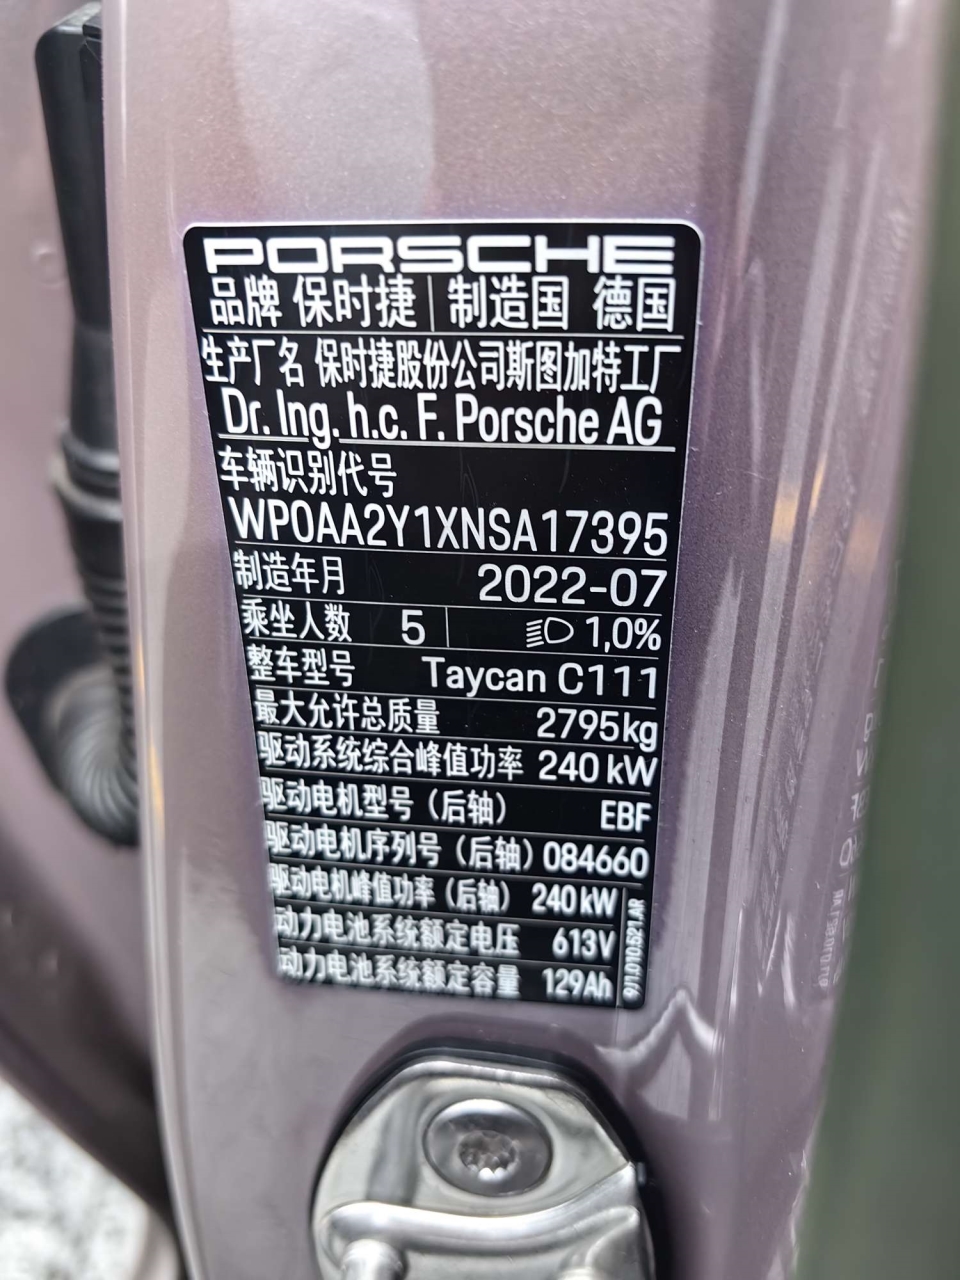 PORSCHE
品牌 保时捷 制造国 德国
生产厂名 保时捷股份公司斯图加特工厂
Dr. Ing. h.c. F. Porsche AG
车辆识别代号
WP0AA2Y1XNSA17395
制造年月 2022-07
乘坐人数 5 1,0%
整车型号 Taycan C111
最大允许总质量 2795kg
驱动系统综合峰值功率 240 kW
驱动电机型号（后轴） EBF
驱动电机序列号（后轴） 084660
驱动电机峰值功率（后轴） 240 kW
动力电池系统额定电压 613V
动力电池系统额定容量 129Ah
9J1.010.521.AR